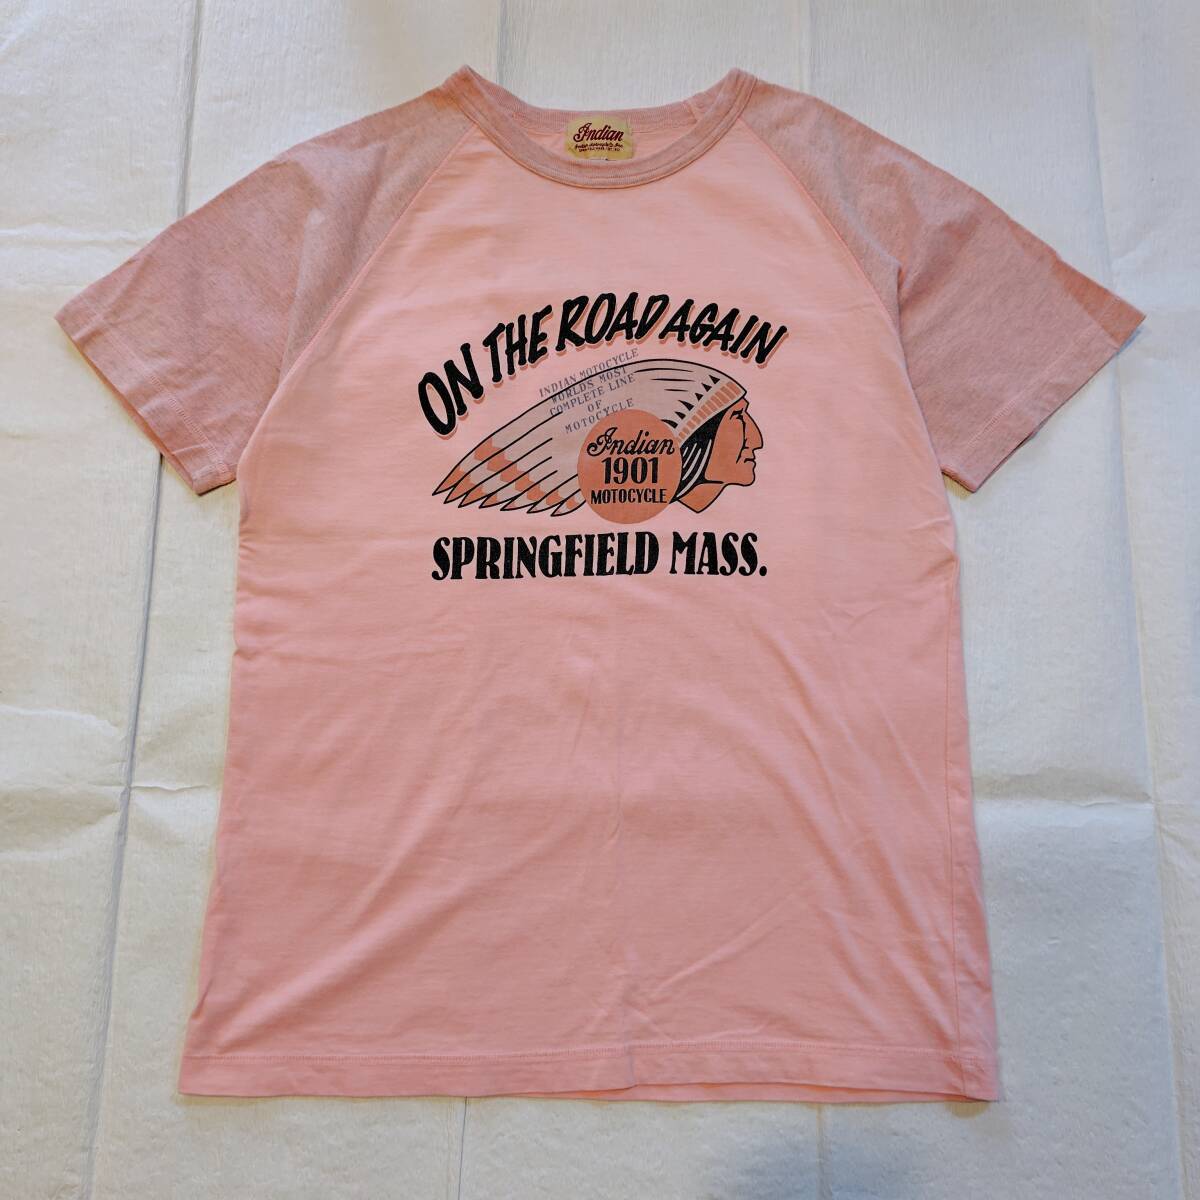 Indian
ON THE ROAD AGAIN
INDIAN MOTOCYCLE
WORLDS MOST
COMPLETE LINE
OF
MOTOCYCLE
Indian
1901
MOTOCYCLE
SPRINGFIELD MASS.